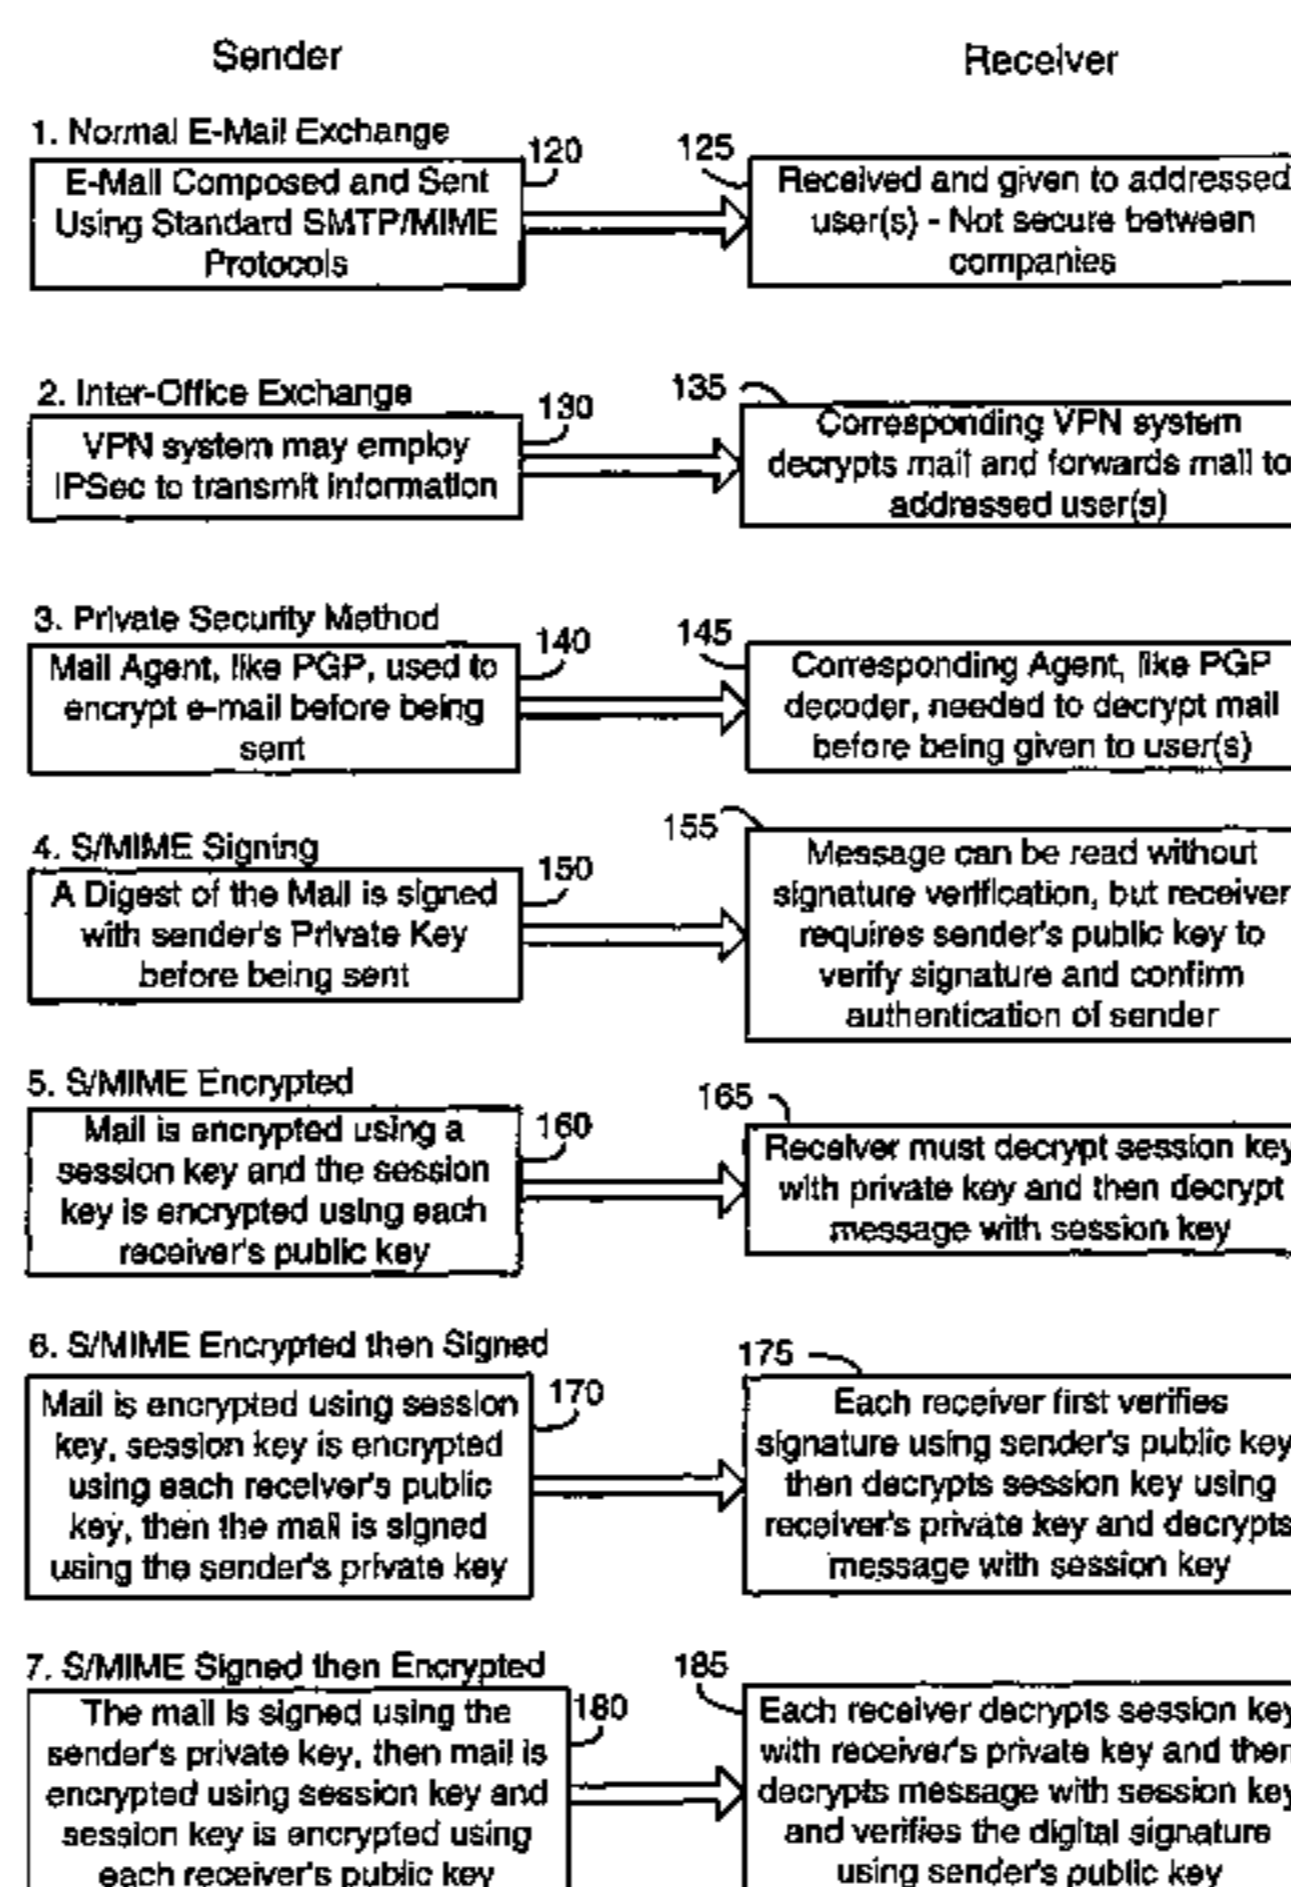 Sender
Receiver
1. Normal E-Mail Exchange
120
125
E-Mail Composed and Sent
Using Standard SMTP/MIME
Protocols
Received and given to addressed
user(s) - Not secure between
companies
2. Inter-Office Exchange
130
135
VPN system may employ
IPSec to transmit information
Corresponding VPN system
decrypts mail and forwards mail to
addressed user(s)
3. Private Security Method
140
145
Mail Agent, like PGP, used to
encrypt e-mail before being
sent
Corresponding Agent, like PGP
decoder, needed to decrypt mail
before being given to user(s)
4. S/MIME Signing
150
155
A Digest of the Mail is signed
with sender's Private Key
before being sent
Message can be read without
signature verification, but receiver
requires sender's public key to
verify signature and confirm
authentication of sender
5. S/MIME Encrypted
160
165
Mail is encrypted using a
session key and the session
key is encrypted using each
receiver's public key
Receiver must decrypt session key
with private key and then decrypt
message with session key
6. S/MIME Encrypted then Signed
170
175
Mail is encrypted using session
key, session key is encrypted
using each receiver's public
key, then the mail is signed
using the sender's private key
Each receiver first verifies
signature using sender's public key
then decrypts session key using
receiver's private key and decrypts
message with session key
7. S/MIME Signed then Encrypted
180
185
The mail is signed using the
sender's private key, then mail is
encrypted using session key and
session key is encrypted using
each receiver's public key
Each receiver decrypts session key
with receiver's private key and then
decrypts message with session key
and verifies the digital signature
using sender's public key